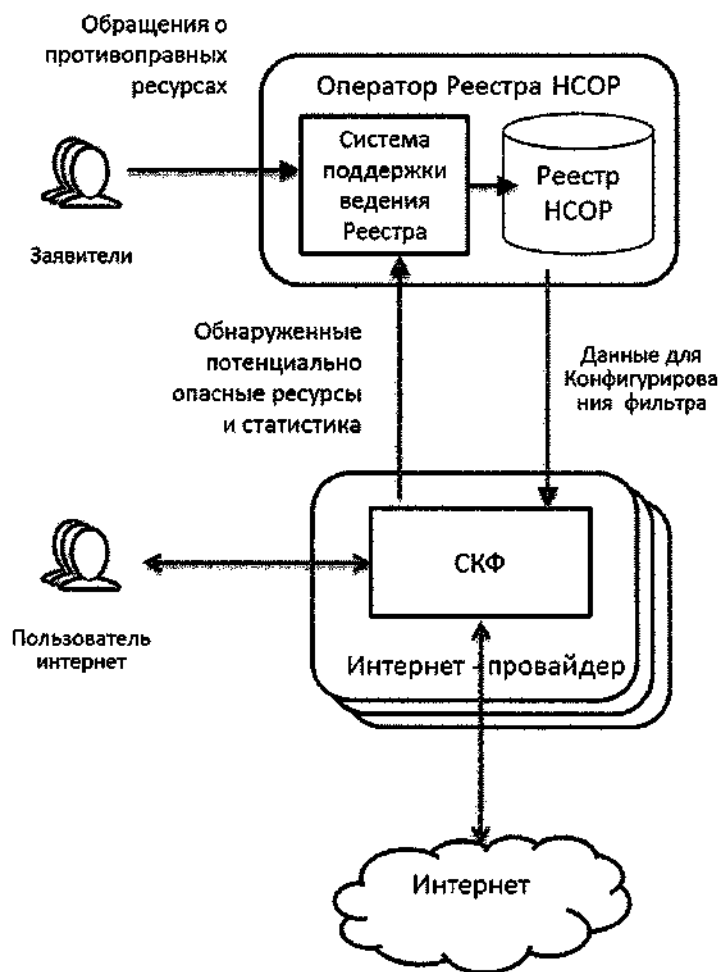 Обращения о
противоправных
ресурсах
Оператор Реестра НСОР
Система
поддержки
ведения
Реестра
Реестр
НСОР
Заявители
Обнаруженные
потенциально
опасные ресурсы
и статистика
Данные для
Конфигурирова
ния фильтра
СКФ
Пользователь
интернет
Интернет - провайдер
Интернет